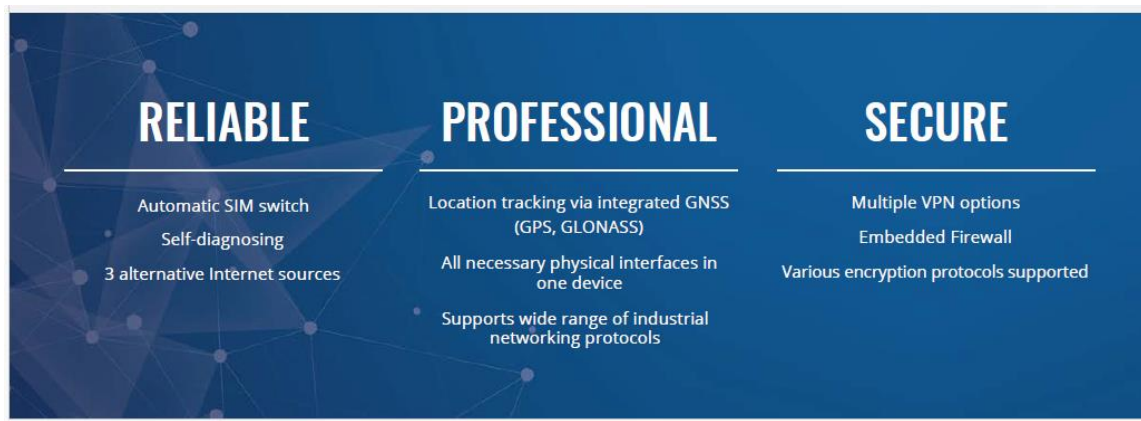 RELIABLE
Automatic SIM switch
Self-diagnosing
3 alternative Internet sources
PROFESSIONAL
Location tracking via integrated GNSS
(GPS, GLONASS)
All necessary physical interfaces in
one device
Supports wide range of industrial
networking protocols
SECURE
Multiple VPN options
Embedded Firewall
Various encryption protocols supported